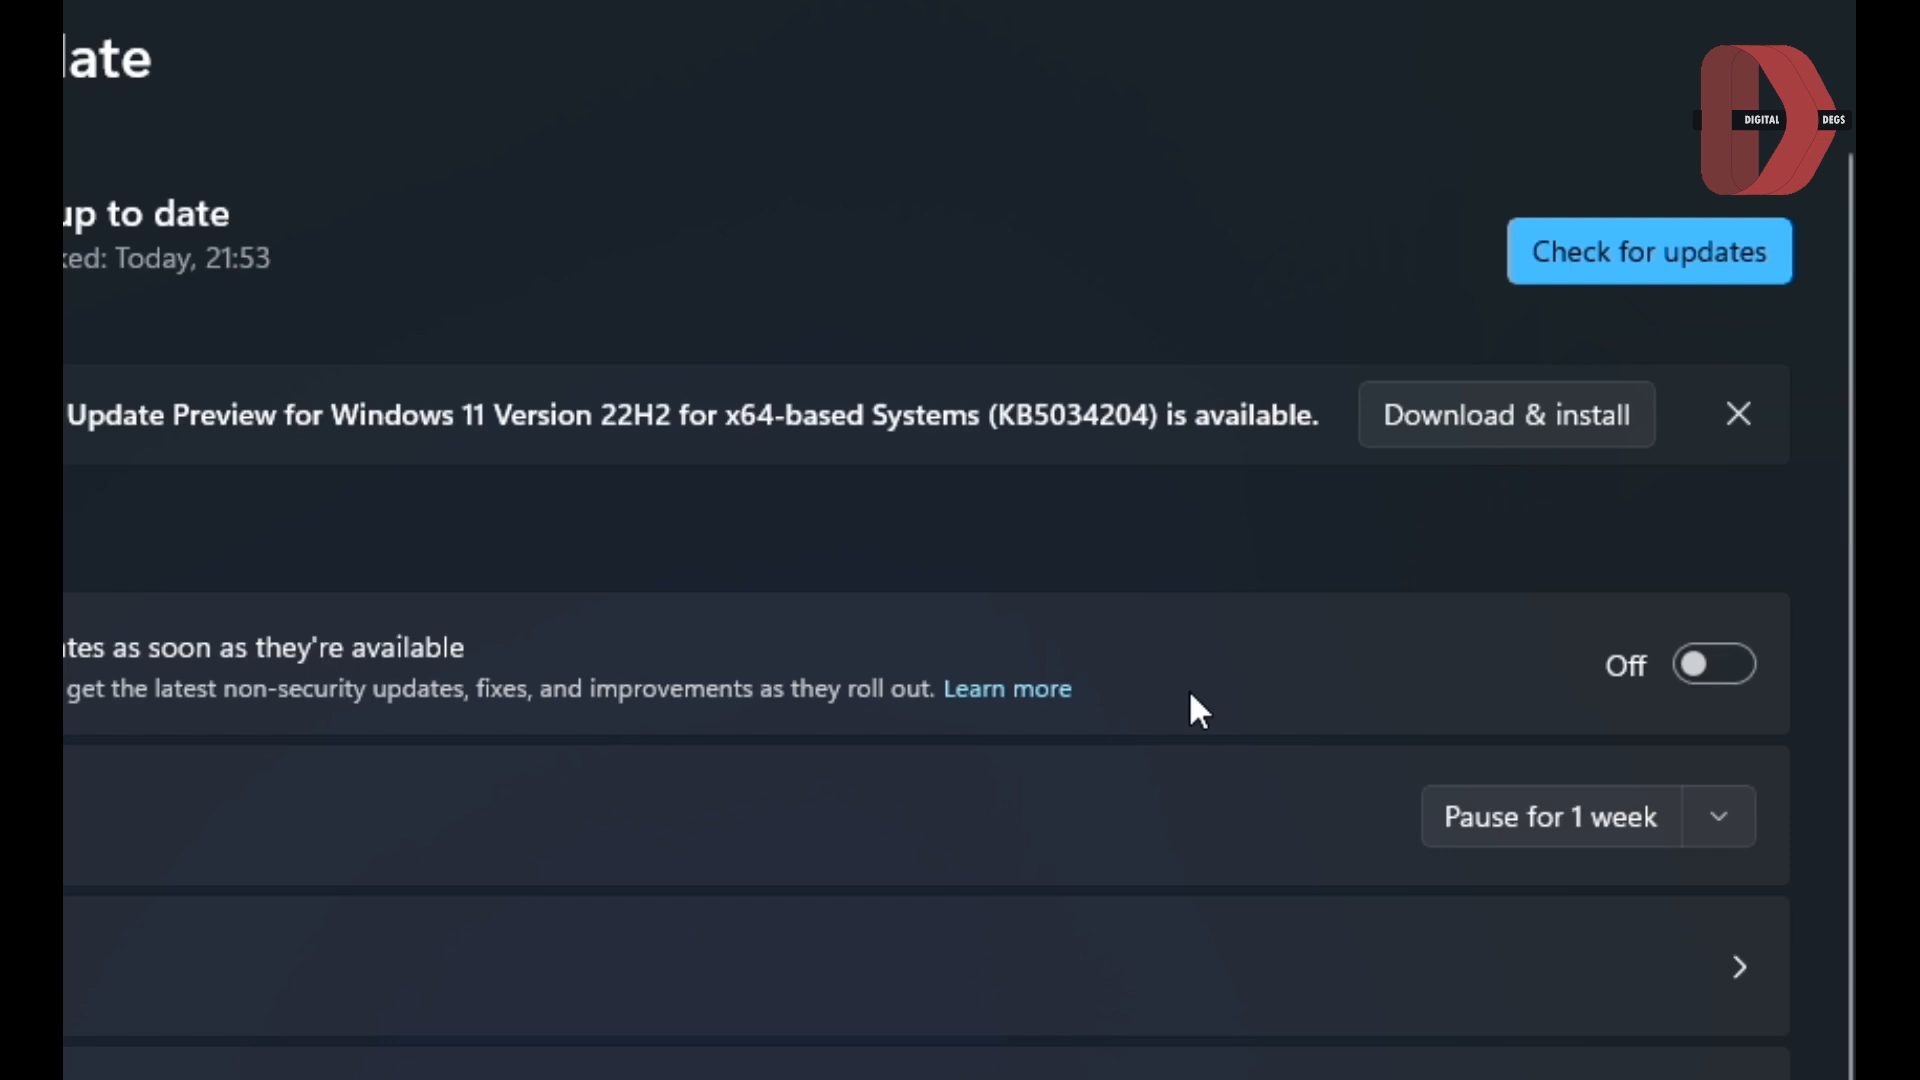 late
DIGITAL DEGS
up to date
ked: Today, 21:53
Check for updates
Update Preview for Windows 11 Version 22H2 for x64-based Systems (KB5034204) is available.
Download & install
tes as soon as they're available
get the latest non-security updates, fixes, and improvements as they roll out. Learn more
Off
Pause for 1 week